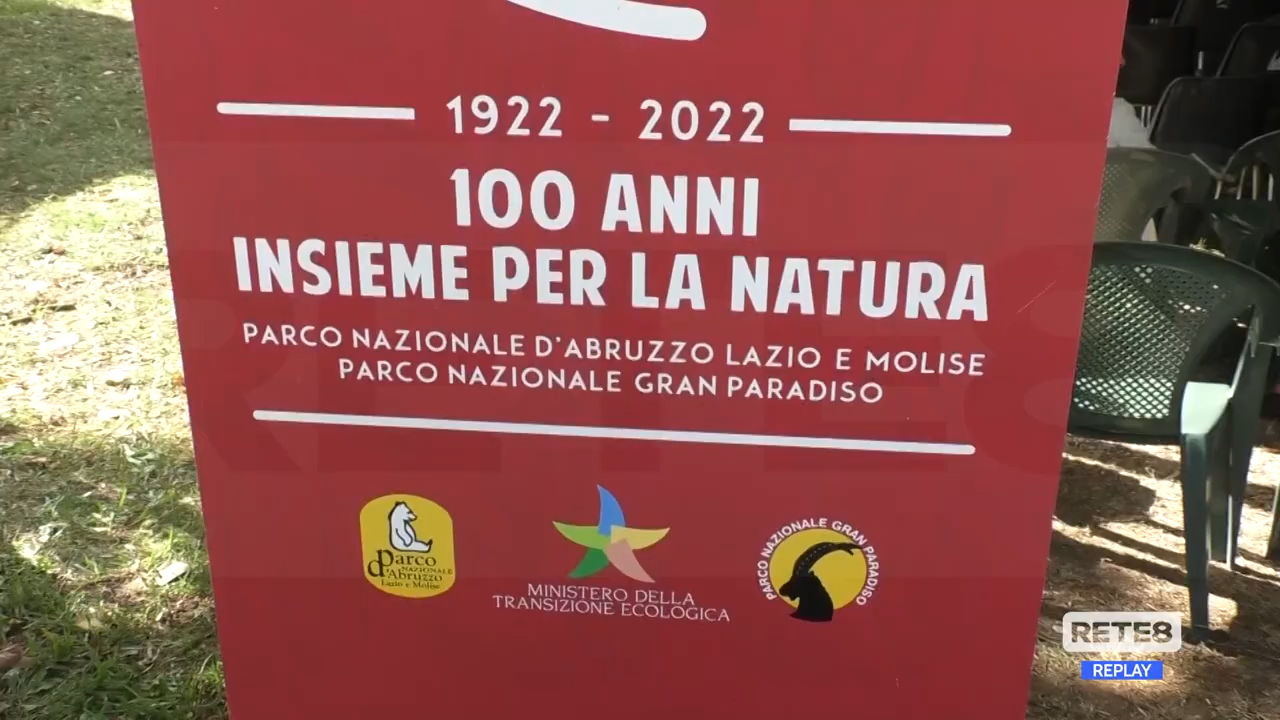 1922 - 2022
100 ANNI
INSIEME PER LA NATURA
PARCO NAZIONALE D'ABRUZZO LAZIO E MOLISE
PARCO NAZIONALE GRAN PARADISO
Parco
NAZIONALE
d'Abruzzo
Lazio e Molise
MINISTERO DELLA
TRANSIZIONE ECOLOGICA
PARCO NAZIONALE GRAN PARADISO
RETE8
RETE8
REPLAY